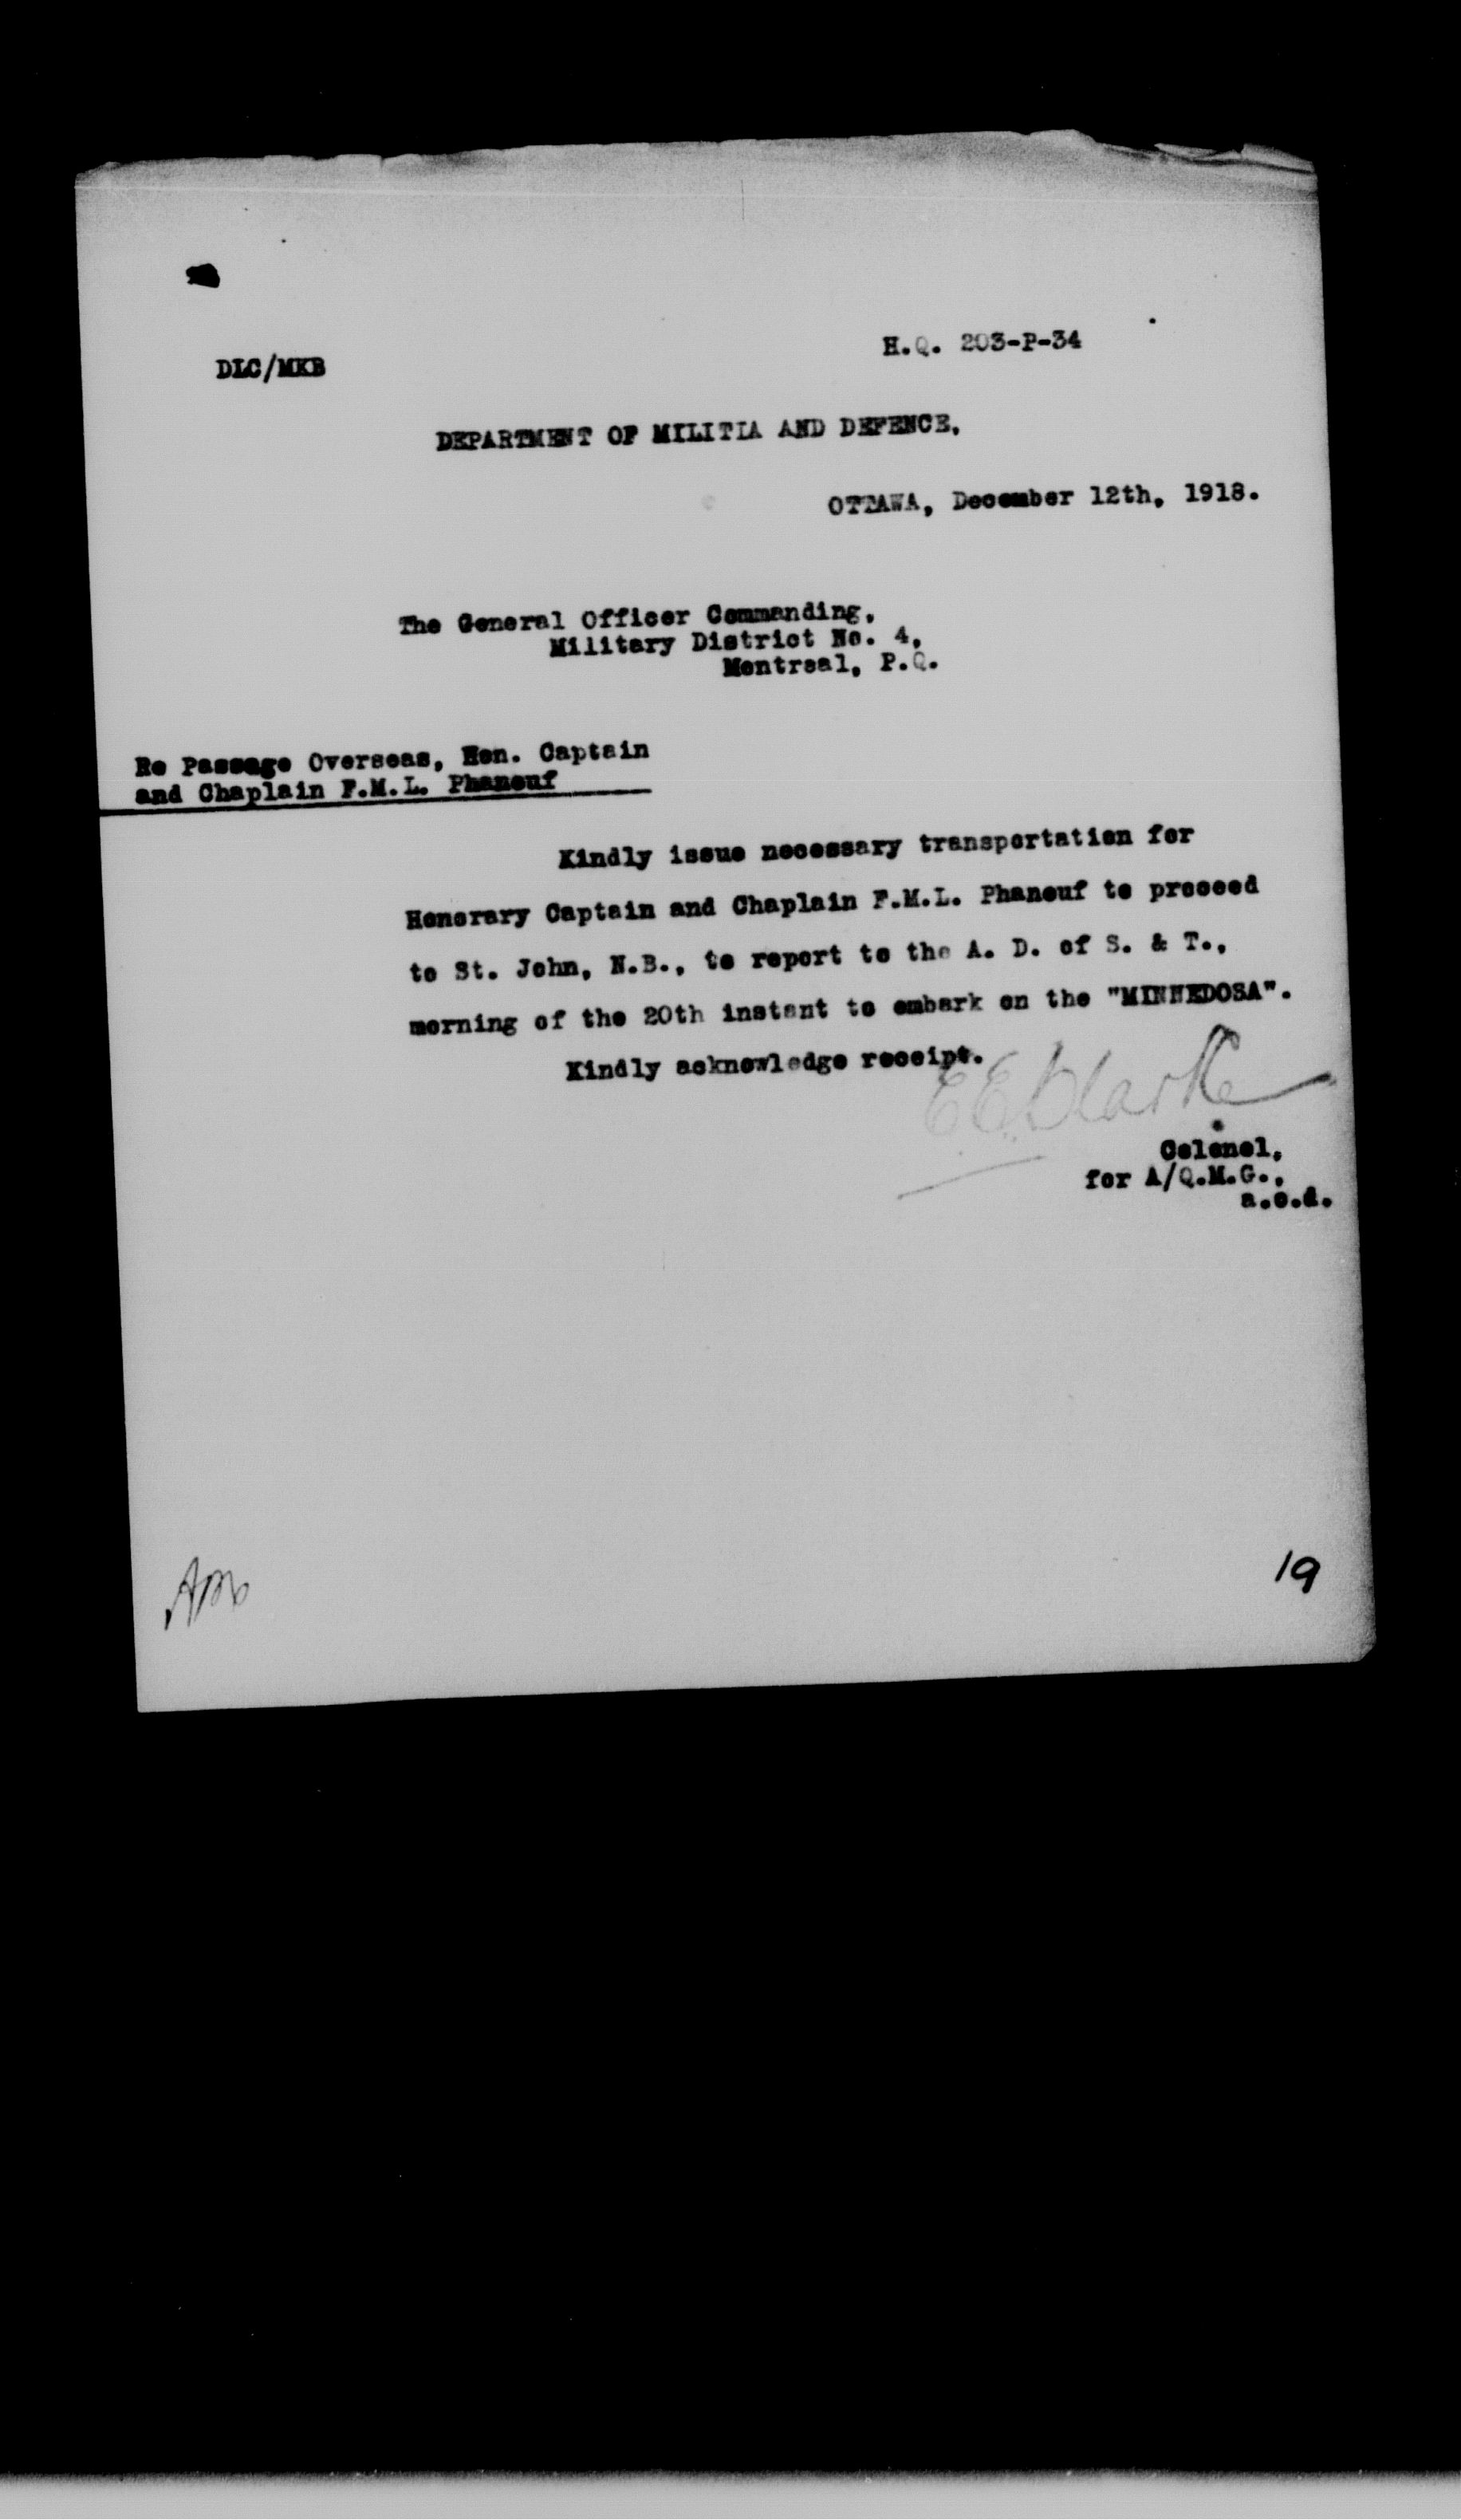 H.Q. 203-P-34
DLC/MKB
DEPARTMENT OF MILITIA AND DEFENCE.
OTTAWA, December 12th, 1918.
The General Officer Commanding,
Military District No. 4,
Montreal, P.Q.
Re Passage Overseas, Hon. Captain
and Chaplain F.M.L. Phaneuf
Kindly issue necessary transportation for
Honorary Captain and Chaplain F.M.L. Phaneuf to proceed
to St. John, N.B., to report to the A. D. of S. & T.,
morning of the 20th instant to embark on the "MINNEDOSA".
Kindly acknowledge receipt.
E E Clarke
Colonel,
for A/Q.M.G.,
19